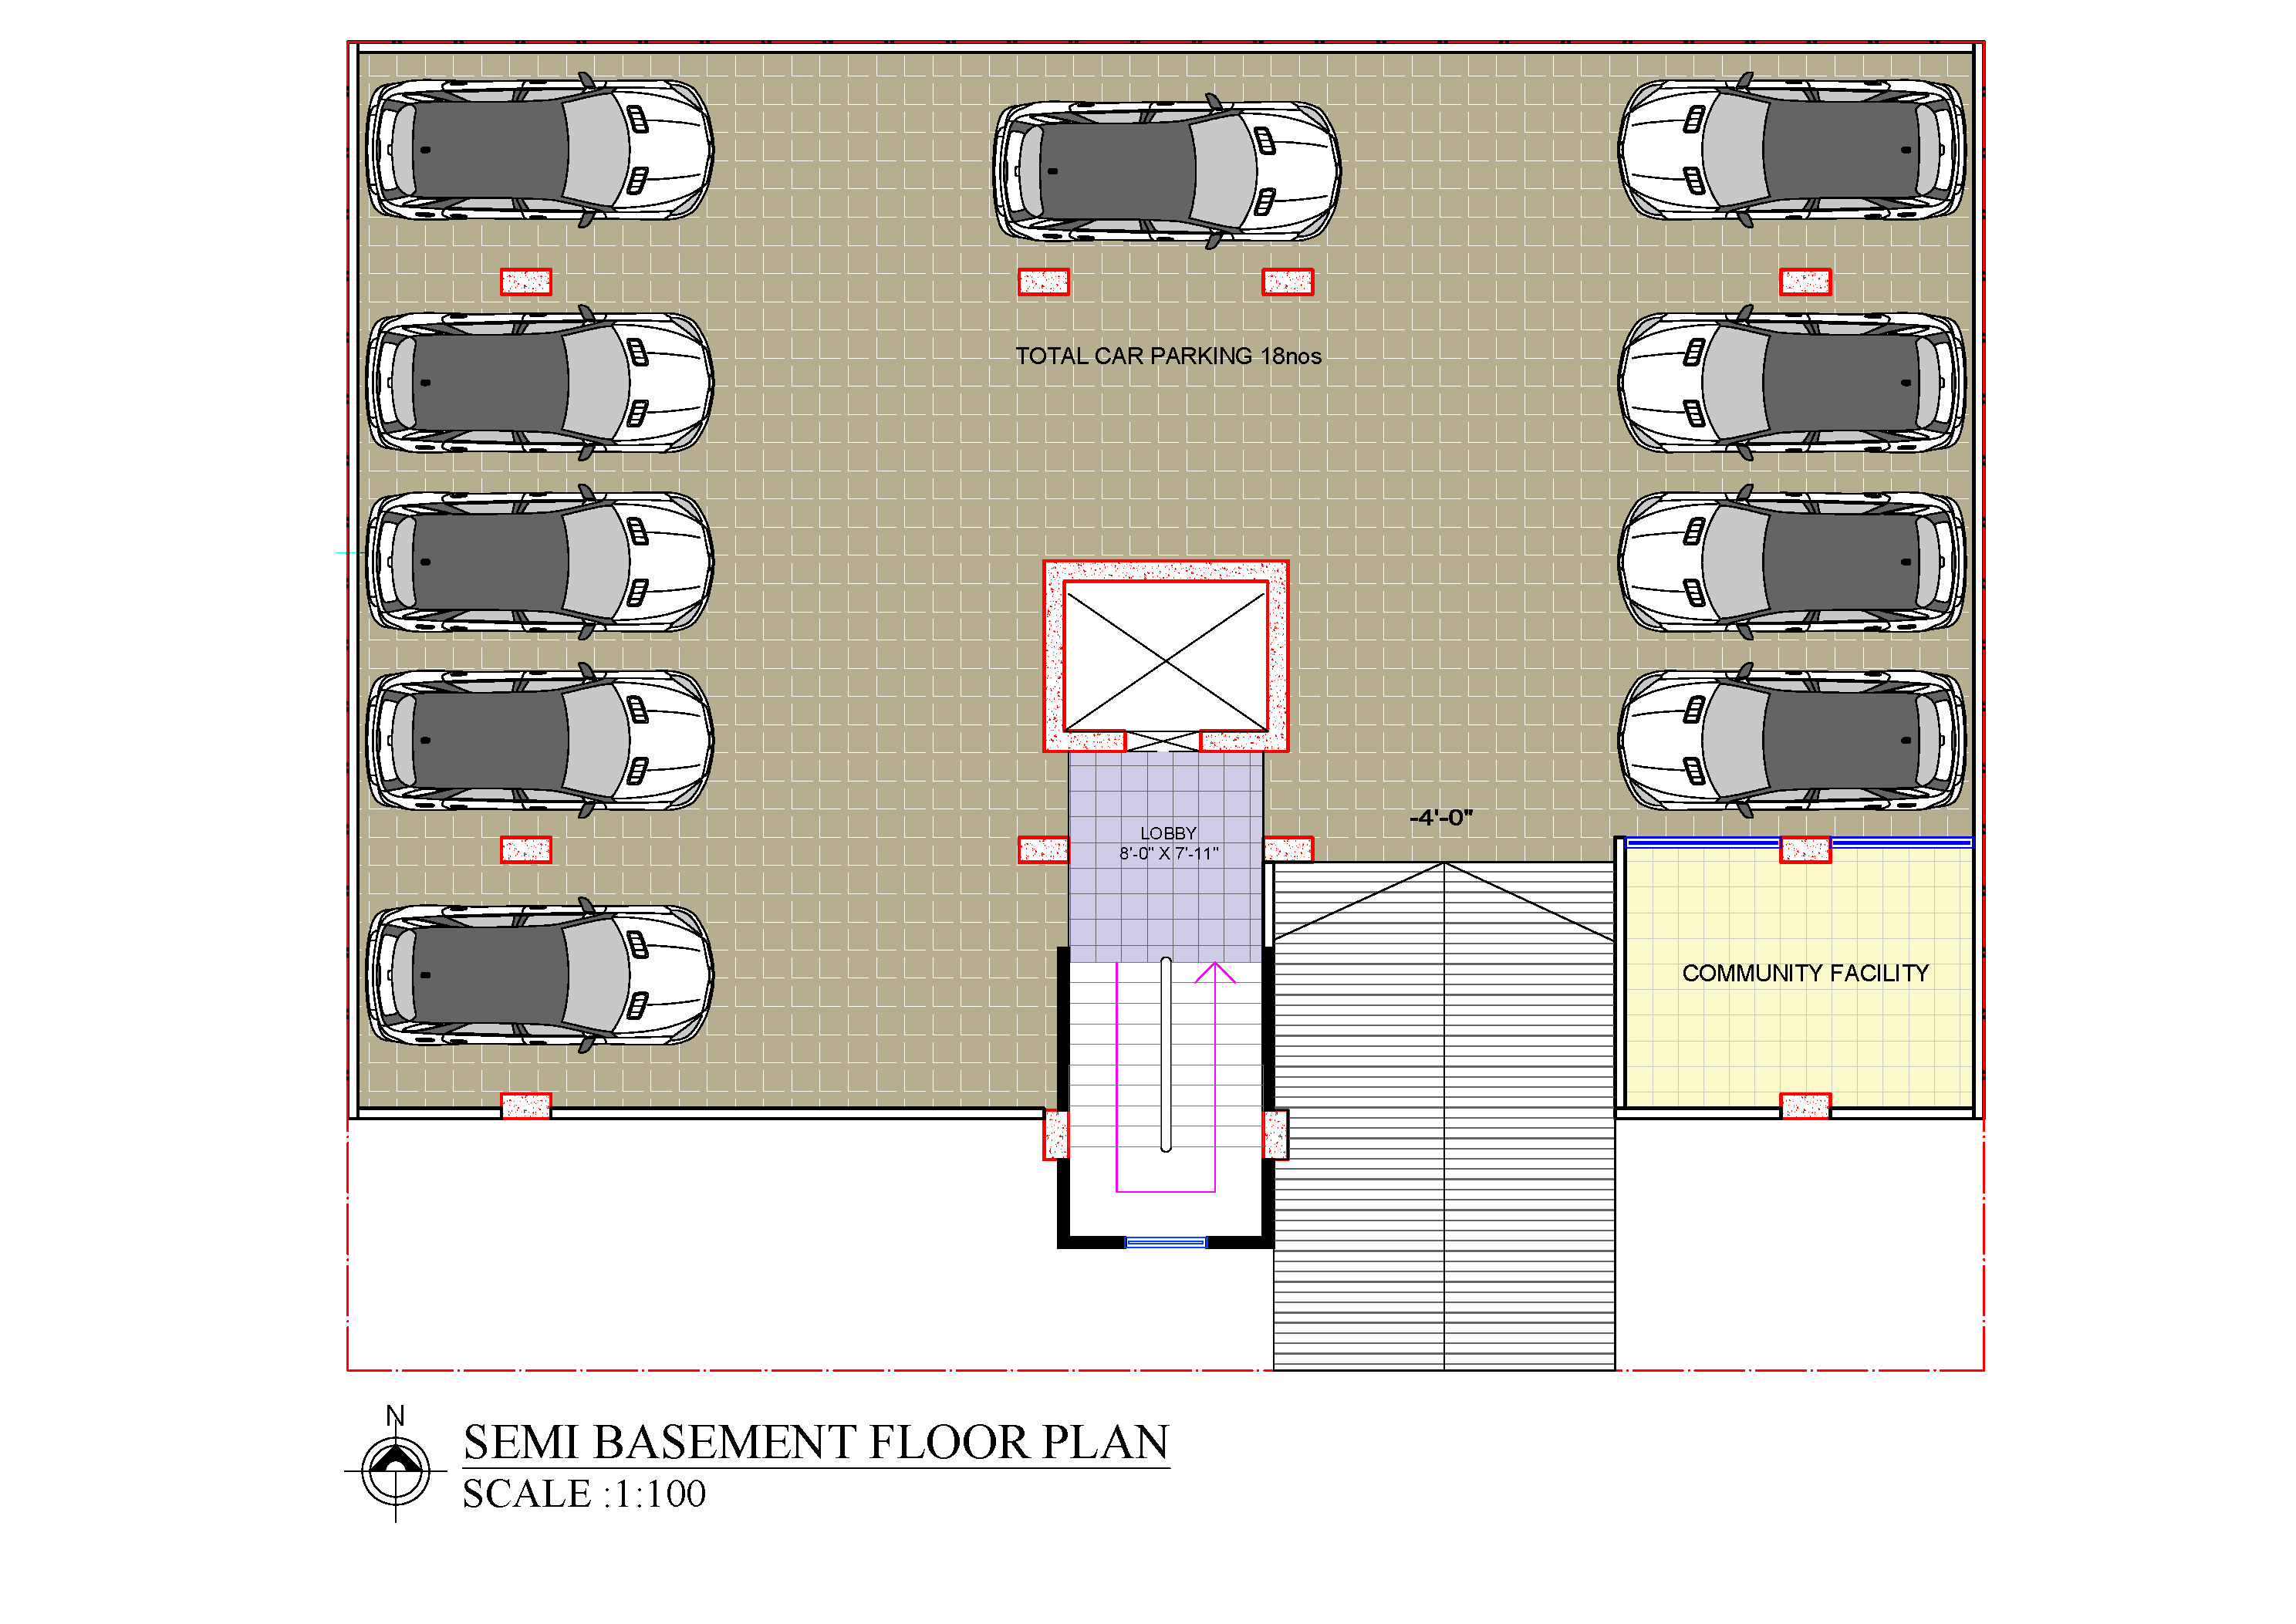 TOTAL CAR PARKING 18nos
-4'-0"
LOBBY
8'-0" X 7'-11"
COMMUNITY FACILITY
N
SEMI BASEMENT FLOOR PLAN
SCALE :1:100